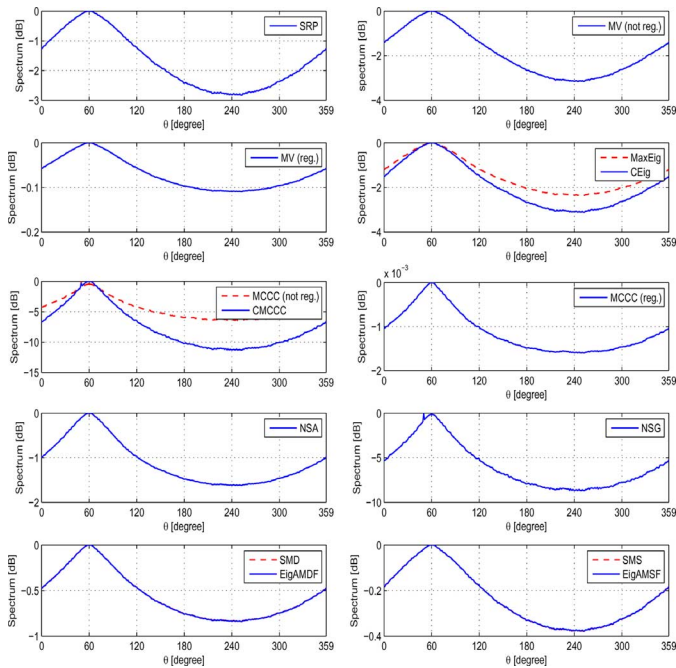 Spectrum [dB]
0
-1
-2
-3
0 60 120 180 240 300 359
θ [degree]
SRP
spectrum [dB]
0
-2
-4
0 60 120 180 240 300 359
θ [degree]
MV (not reg.)
Spectrum [dB]
0
-0.1
-0.2
0 60 120 180 240 300 359
θ [degree]
MV (reg.)
Spectrum [dB]
0
-2
-4
0 60 120 180 240 300 359
θ [degree]
MaxEig
CEig
Spectrum [dB]
0
-5
-10
-15
0 60 120 180 240 300 359
θ [degree]
MCCC (not reg.)
CMCCC
x 10⁻³
Spectrum [dB]
0
-1
-2
0 60 120 180 240 300 359
θ [degree]
MCCC (reg.)
Spectrum [dB]
0
-1
-2
0 60 120 180 240 300 359
θ [degree]
NSA
Spectrum [dB]
0
-5
-10
0 60 120 180 240 300 359
θ [degree]
NSG
Spectrum [dB]
0
-0.5
-1
0 60 120 180 240 300 359
θ [degree]
SMD
EigAMDF
Spectrum [dB]
0
-0.2
-0.4
0 60 120 180 240 300 359
θ [degree]
SMS
EigAMSF